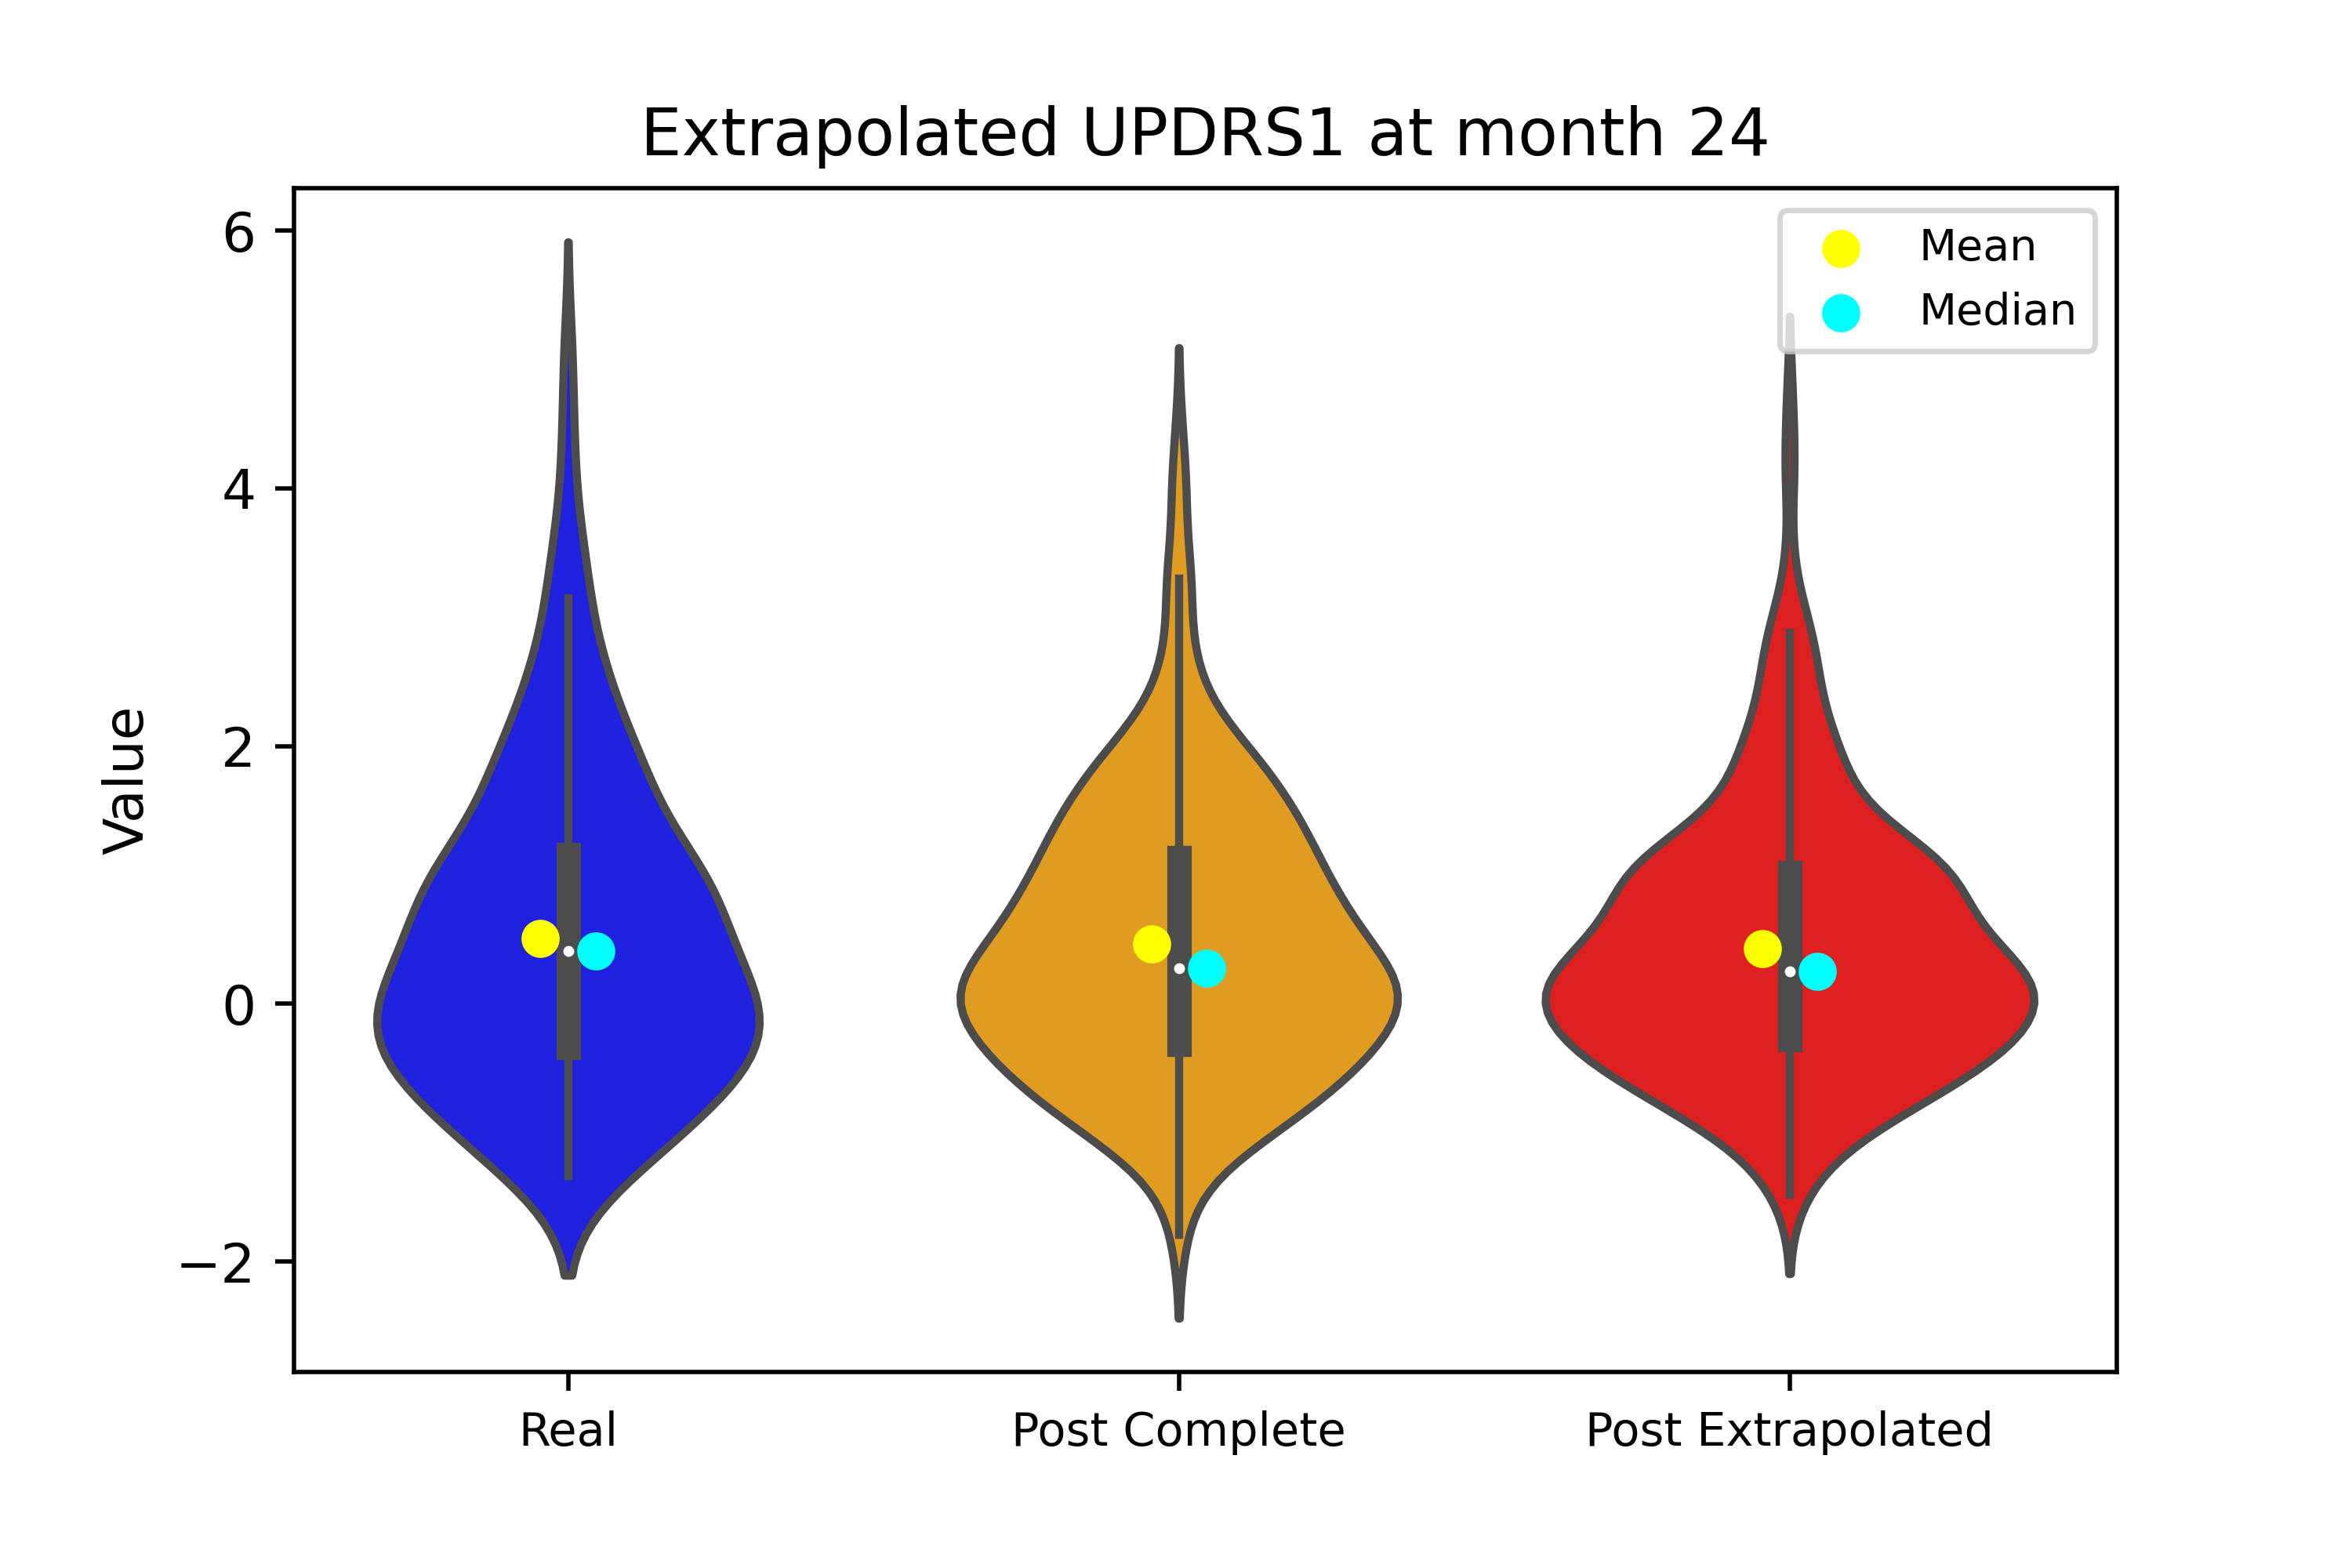 Extrapolated UPDRS1 at month 24
Mean
Median
6
4
2
0
−2
Value
Real
Post Complete
Post Extrapolated